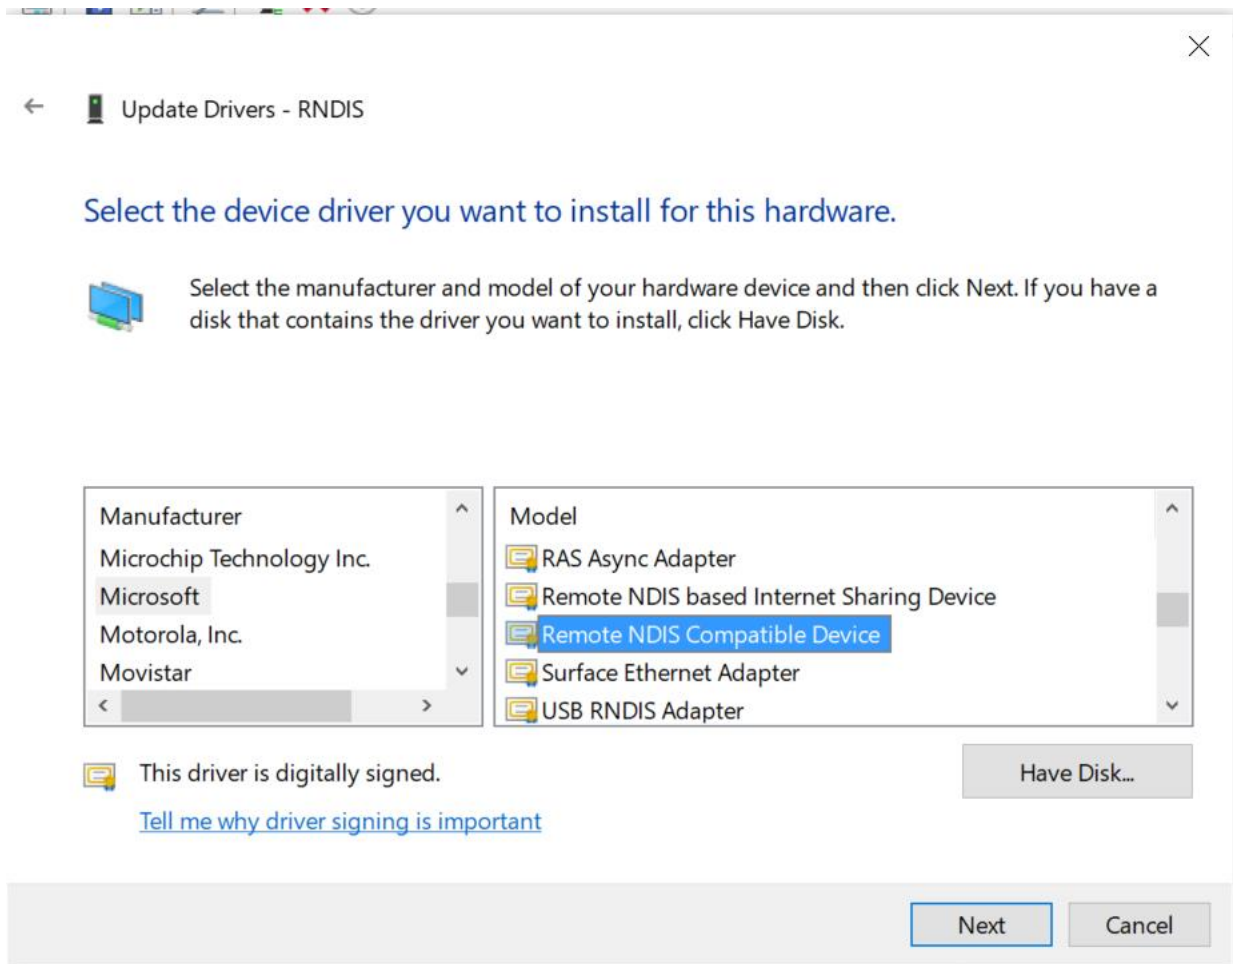 Update Drivers - RNDIS
Select the device driver you want to install for this hardware.
Select the manufacturer and model of your hardware device and then click Next. If you have a
disk that contains the driver you want to install, click Have Disk.
Manufacturer
Microchip Technology Inc.
Microsoft
Motorola, Inc.
Movistar
Model
RAS Async Adapter
Remote NDIS based Internet Sharing Device
Remote NDIS Compatible Device
Surface Ethernet Adapter
USB RNDIS Adapter
This driver is digitally signed.
Have Disk...
Tell me why driver signing is important
Next
Cancel